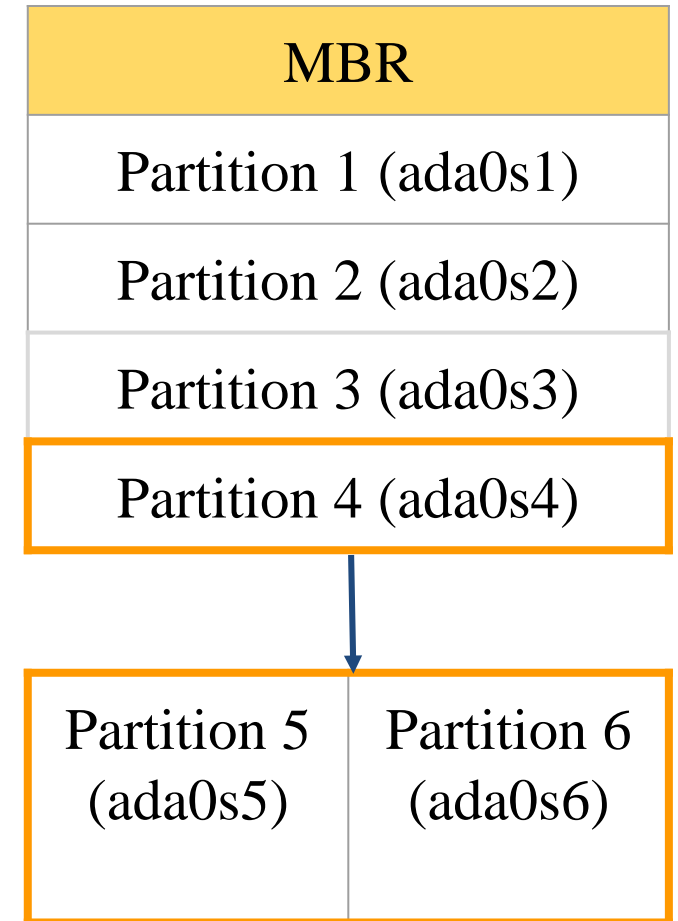 MBR
Partition 1 (ada0s1)
Partition 2 (ada0s2)
Partition 3 (ada0s3)
Partition 4 (ada0s4)
Partition 5
(ada0s5)
Partition 6
(ada0s6)